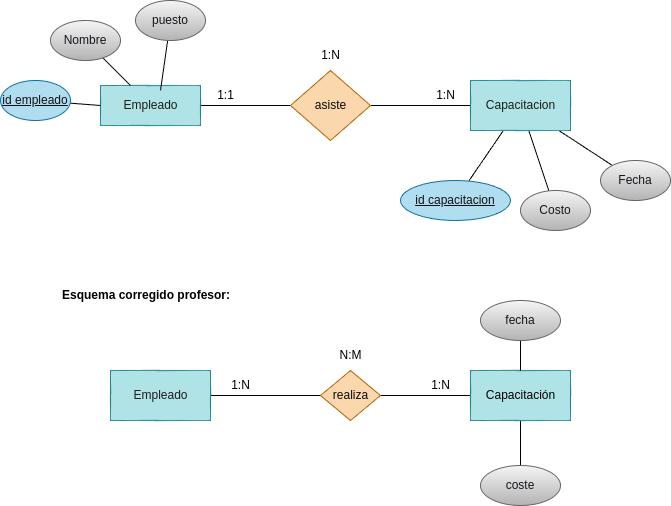 puesto
Nombre
1:N
id empleado
Empleado
1:1
asiste
1:N
Capacitacion
Fecha
id capacitacion
Costo
Esquema corregido profesor:
fecha
N:M
Empleado
1:N
realiza
1:N
Capacitación
coste